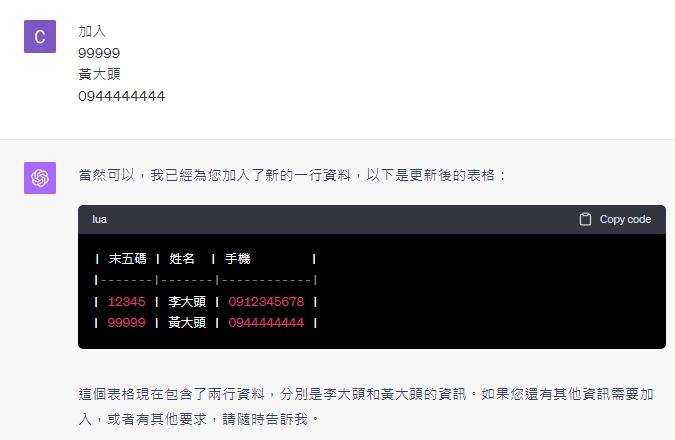 C
加入
99999
黃大頭
0944444444
當然可以，我已經為您加入了新的一行資料，以下是更新後的表格：
lua Copy code
| 末五碼 | 姓名 | 手機 |
|-------|-------|------------|
| 12345 | 李大頭 | 0912345678 |
| 99999 | 黃大頭 | 0944444444 |
這個表格現在包含了兩行資料，分別是李大頭和黃大頭的資訊。如果您還有其他資訊需要加
入，或者有其他要求，請隨時告訴我。